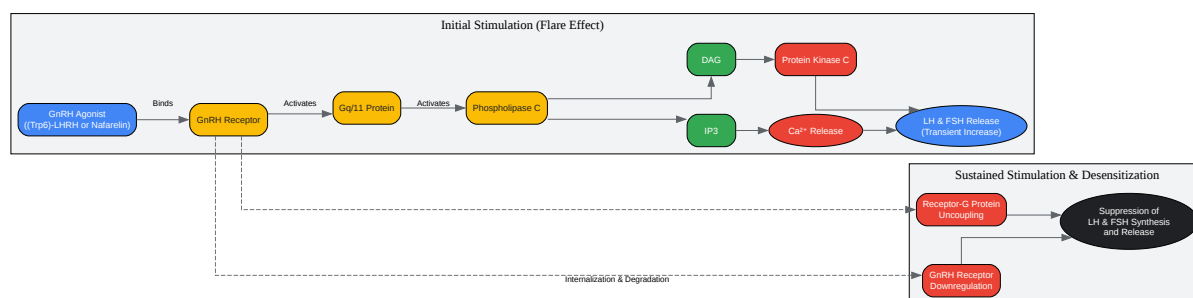 Initial Stimulation (Flare Effect)
DAG
Protein Kinase C
GnRH Agonist
((Trp6)-LHRH or Nafarelin)
Binds
GnRH Receptor
Activates
Gq/11 Protein
Activates
Phospholipase C
IP3
Ca²⁺ Release
LH & FSH Release
(Transient Increase)
Sustained Stimulation & Desensitization
Receptor-G Protein
Uncoupling
Suppression of
LH & FSH Synthesis
and Release
Internalization & Degradation
GnRH Receptor
Downregulation